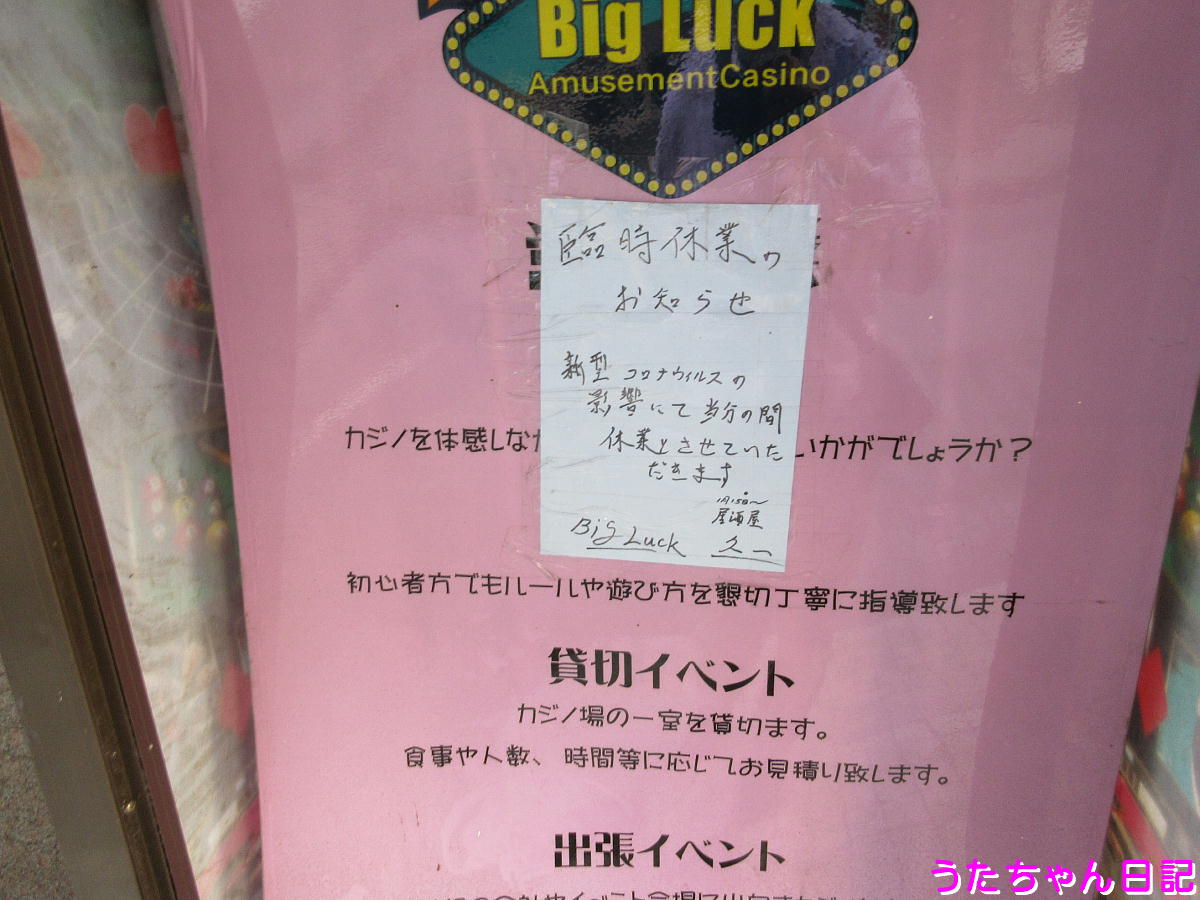 Big Luck
AmusementCasino
臨時休業の
お知らせ
新型コロナウィルスの
影響にて当分の間
休業とさせていた
だきます
1月15日〜
居酒屋
Big Luck 久一
カジノを体感しな いかがでしょうか？
初心者方でもルールや遊び方を懇切丁寧に指導致します
貸切イベント
カジノ場の一室を貸切ます。
食事や人数、時間等に応じてお見積り致します。
出張イベント
うたちゃん日記